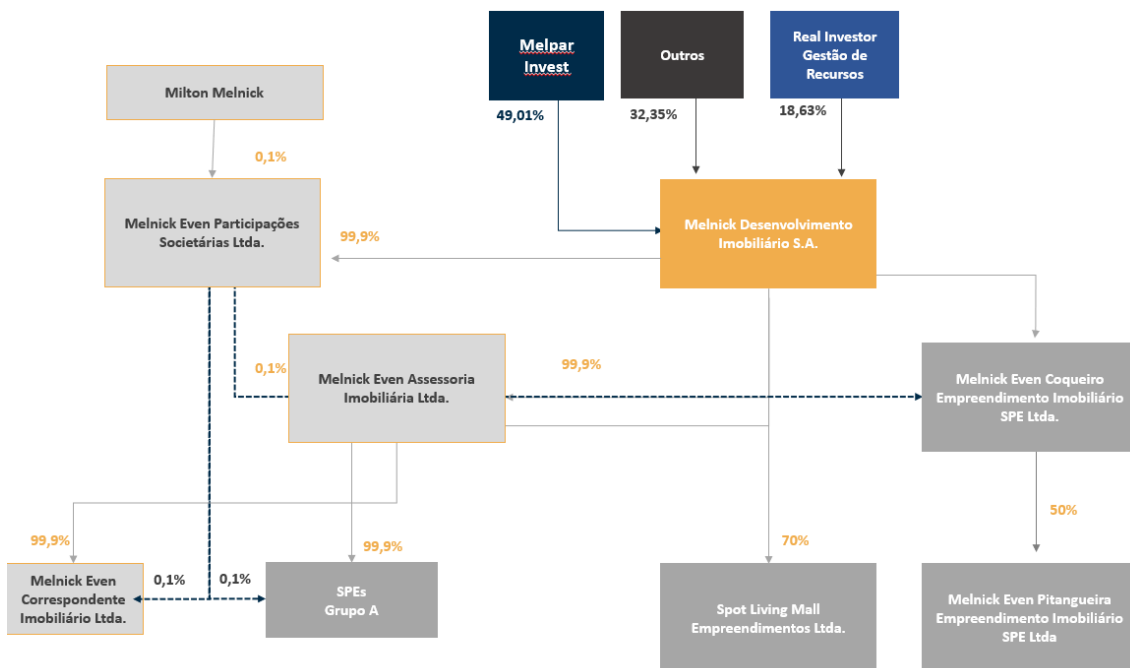 Melpar
Invest
Outros
Real Investor
Gestão de
Recursos
Milton Melnick
49,01%
32,35%
18,63%
0,1%
Melnick Even Participações
Societárias Ltda.
99,9%
Melnick Desenvolvimento
Imobiliário S.A.
0,1%
Melnick Even Assessoria
Imobiliária Ltda.
99,9%
Melnick Even Coqueiro
Empreendimento Imobiliário
SPE Ltda.
99,9%
99,9%
70%
50%
Melnick Even
Correspondente
Imobiliário Ltda.
0,1%
0,1%
SPEs
Grupo A
Spot Living Mall
Empreendimentos Ltda.
Melnick Even Pitangueira
Empreendimento Imobiliário
SPE Ltda